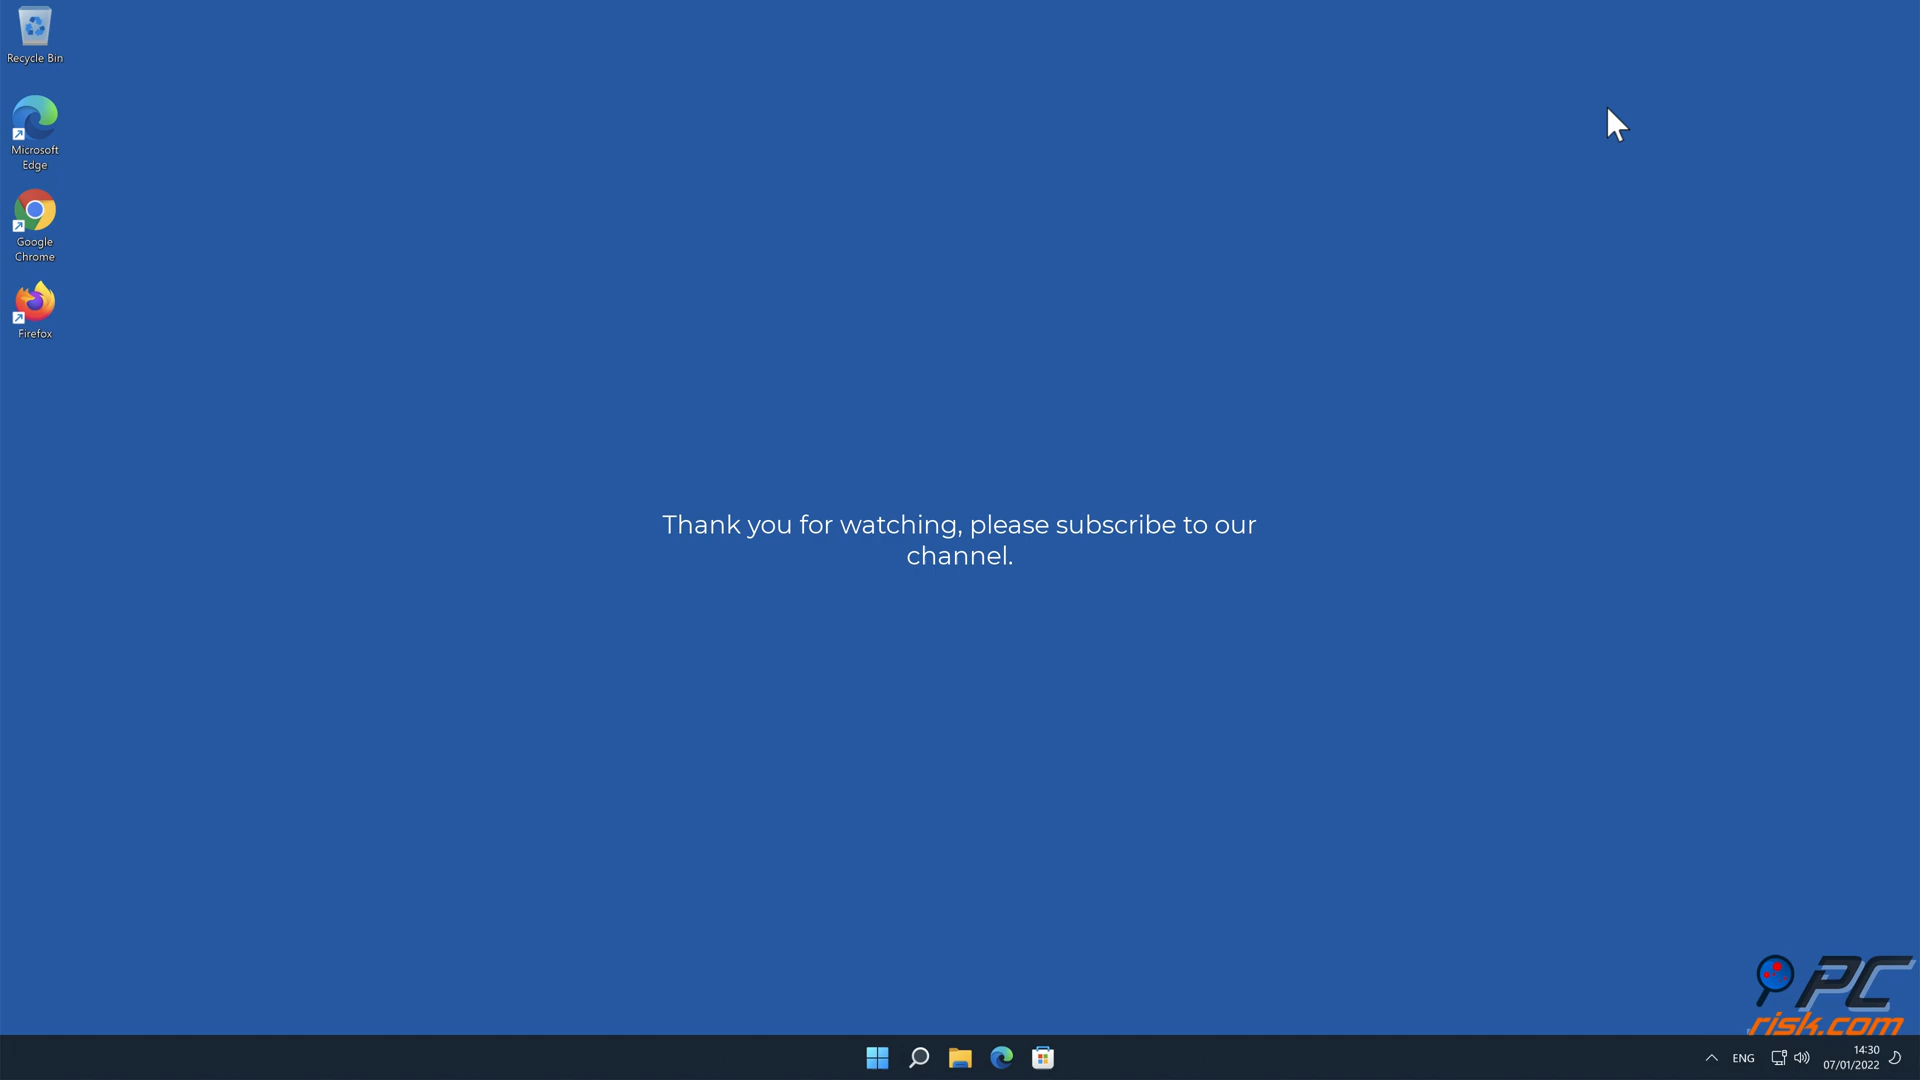 Recycle Bin
Microsoft
Edge
Google
Chrome
Firefox
Thank you for watching, please subscribe to our
channel.
PC
risk.com
ENG
14:30
07/01/2022